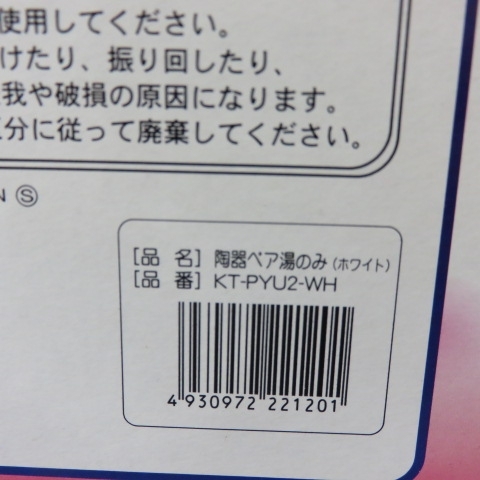 使用してください。
けたり、振り回したり、
我や破損の原因になります。
分に従って廃棄してください。
N Ⓢ
[品 名] 陶器ペア湯のみ(ホワイト)
[品 番] KT-PYU2-WH
4 930972 221201